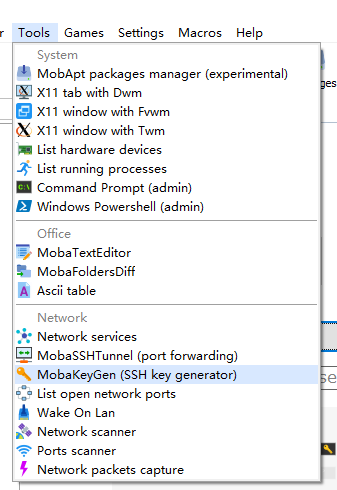 r Tools Games Settings Macros Help
System
MobApt packages manager (experimental)
X11 tab with Dwm
X11 window with Fvwm
X11 window with Twm
List hardware devices
List running processes
Command Prompt (admin)
Windows Powershell (admin)
Office
MobaTextEditor
MobaFoldersDiff
Ascii table
Network
Network services
MobaSSHTunnel (port forwarding)
MobaKeyGen (SSH key generator)
List open network ports
Wake On Lan
Network scanner
Ports scanner
Network packets capture
ges
se